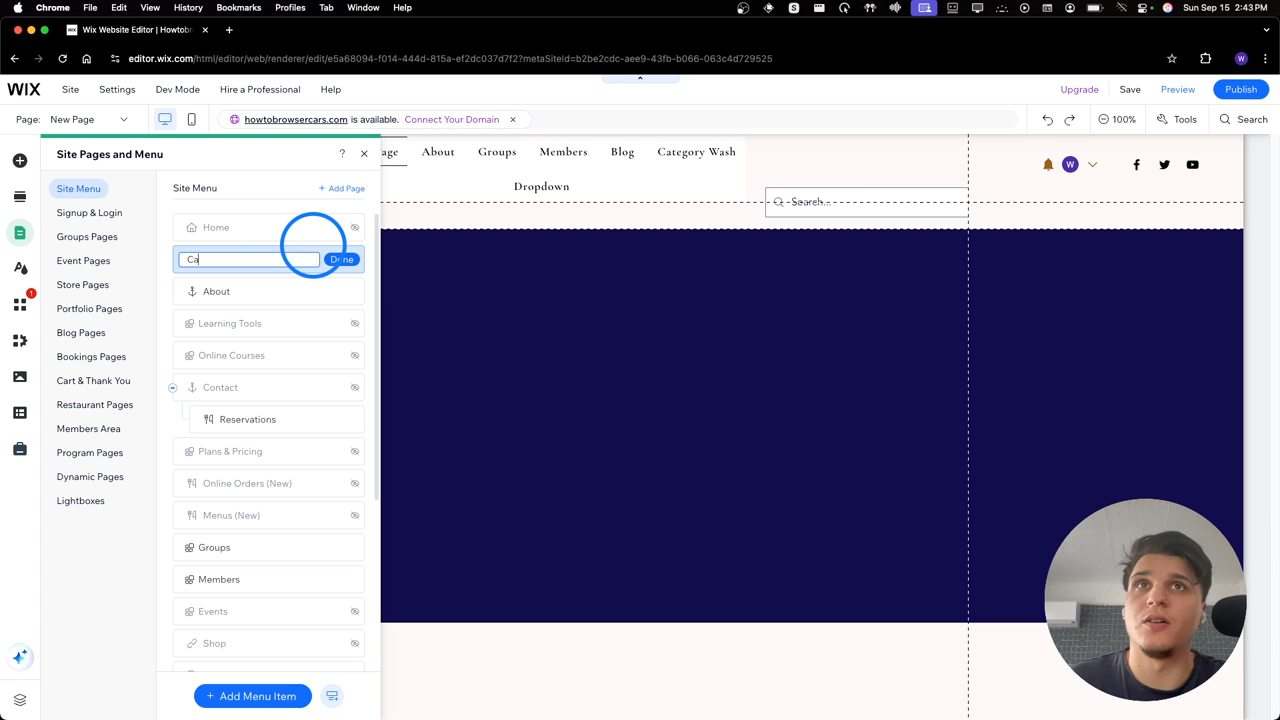 Chrome File Edit View History Bookmarks Profiles Tab Window Help Sun Sep 15 2:43 PM
Wix Website Editor | Howtobr
editor.wix.com/html/editor/web/renderer/edit/e5a68094-f014-444d-815a-ef2dc037d7f2?metaSiteId=b2be2cdc-aee9-43fb-b066-063c4d729525
W
WIX Site Settings Dev Mode Hire a Professional Help Upgrade Save Preview Publish
Page: New Page howtobrowsercars.com is available. Connect Your Domain 100% Tools Search
Site Pages and Menu ?
age About Groups Members Blog Category Wash
Dropdown
W
Search...
Site Menu
Signup & Login
Groups Pages
Event Pages
Store Pages
Portfolio Pages
Blog Pages
Bookings Pages
Cart & Thank You
Restaurant Pages
Members Area
Program Pages
Dynamic Pages
Lightboxes
1
Site Menu + Add Page
Home
Ca Done
About
Learning Tools
Online Courses
Contact
Reservations
Plans & Pricing
Online Orders (New)
Menus (New)
Groups
Members
Events
Shop
+ Add Menu Item